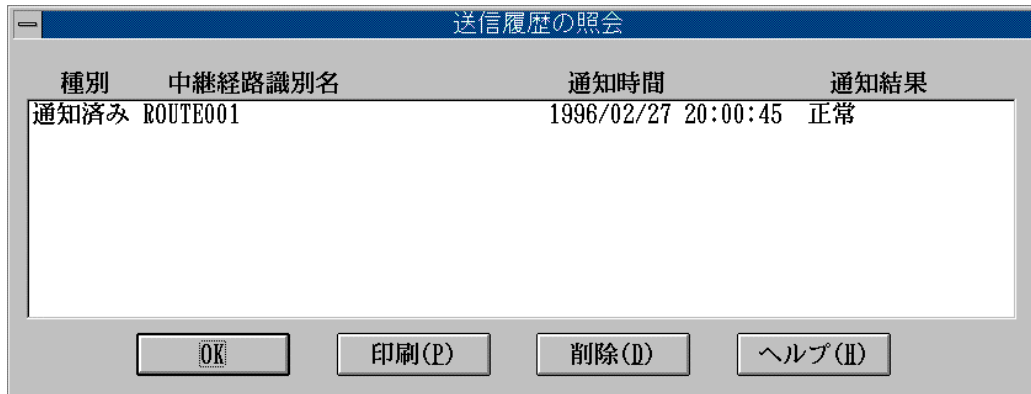 送信履歴の照会
種別 中継経路識別名 通知時間 通知結果
通知済み ROUTE001 1996/02/27 20:00:45 正常
OK 印刷(P) 削除(D) ヘルプ(H)